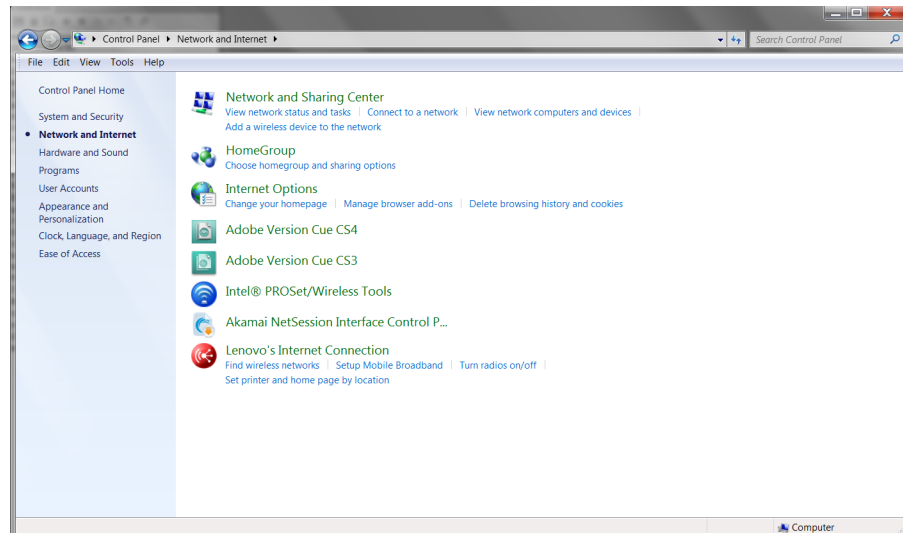 Control Panel Network and Internet
Search Control Panel
File Edit View Tools Help
Control Panel Home
System and Security
Network and Internet
Hardware and Sound
Programs
User Accounts
Appearance and
Personalization
Clock, Language, and Region
Ease of Access
Network and Sharing Center
View network status and tasks Connect to a network View network computers and devices
Add a wireless device to the network
HomeGroup
Choose homegroup and sharing options
Internet Options
Change your homepage Manage browser add-ons Delete browsing history and cookies
Adobe Version Cue CS4
Adobe Version Cue CS3
Intel® PROSet/Wireless Tools
Akamai NetSession Interface Control P...
Lenovo's Internet Connection
Find wireless networks Setup Mobile Broadband Turn radios on/off
Set printer and home page by location
Computer